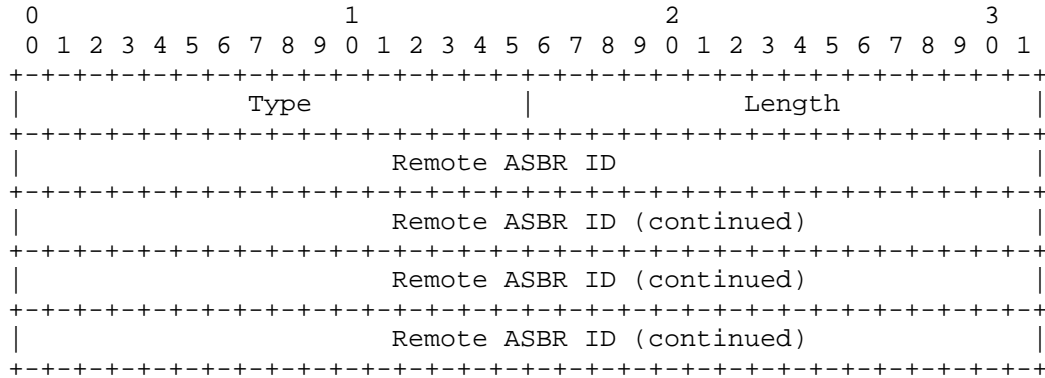 0                   1                   2                   3
 0 1 2 3 4 5 6 7 8 9 0 1 2 3 4 5 6 7 8 9 0 1 2 3 4 5 6 7 8 9 0 1
+-+-+-+-+-+-+-+-+-+-+-+-+-+-+-+-+-+-+-+-+-+-+-+-+-+-+-+-+-+-+-+-+
|              Type             |             Length            |
+-+-+-+-+-+-+-+-+-+-+-+-+-+-+-+-+-+-+-+-+-+-+-+-+-+-+-+-+-+-+-+-+
|                       Remote ASBR ID                          |
+-+-+-+-+-+-+-+-+-+-+-+-+-+-+-+-+-+-+-+-+-+-+-+-+-+-+-+-+-+-+-+-+
|                       Remote ASBR ID (continued)              |
+-+-+-+-+-+-+-+-+-+-+-+-+-+-+-+-+-+-+-+-+-+-+-+-+-+-+-+-+-+-+-+-+
|                       Remote ASBR ID (continued)              |
+-+-+-+-+-+-+-+-+-+-+-+-+-+-+-+-+-+-+-+-+-+-+-+-+-+-+-+-+-+-+-+-+
|                       Remote ASBR ID (continued)              |
+-+-+-+-+-+-+-+-+-+-+-+-+-+-+-+-+-+-+-+-+-+-+-+-+-+-+-+-+-+-+-+-+